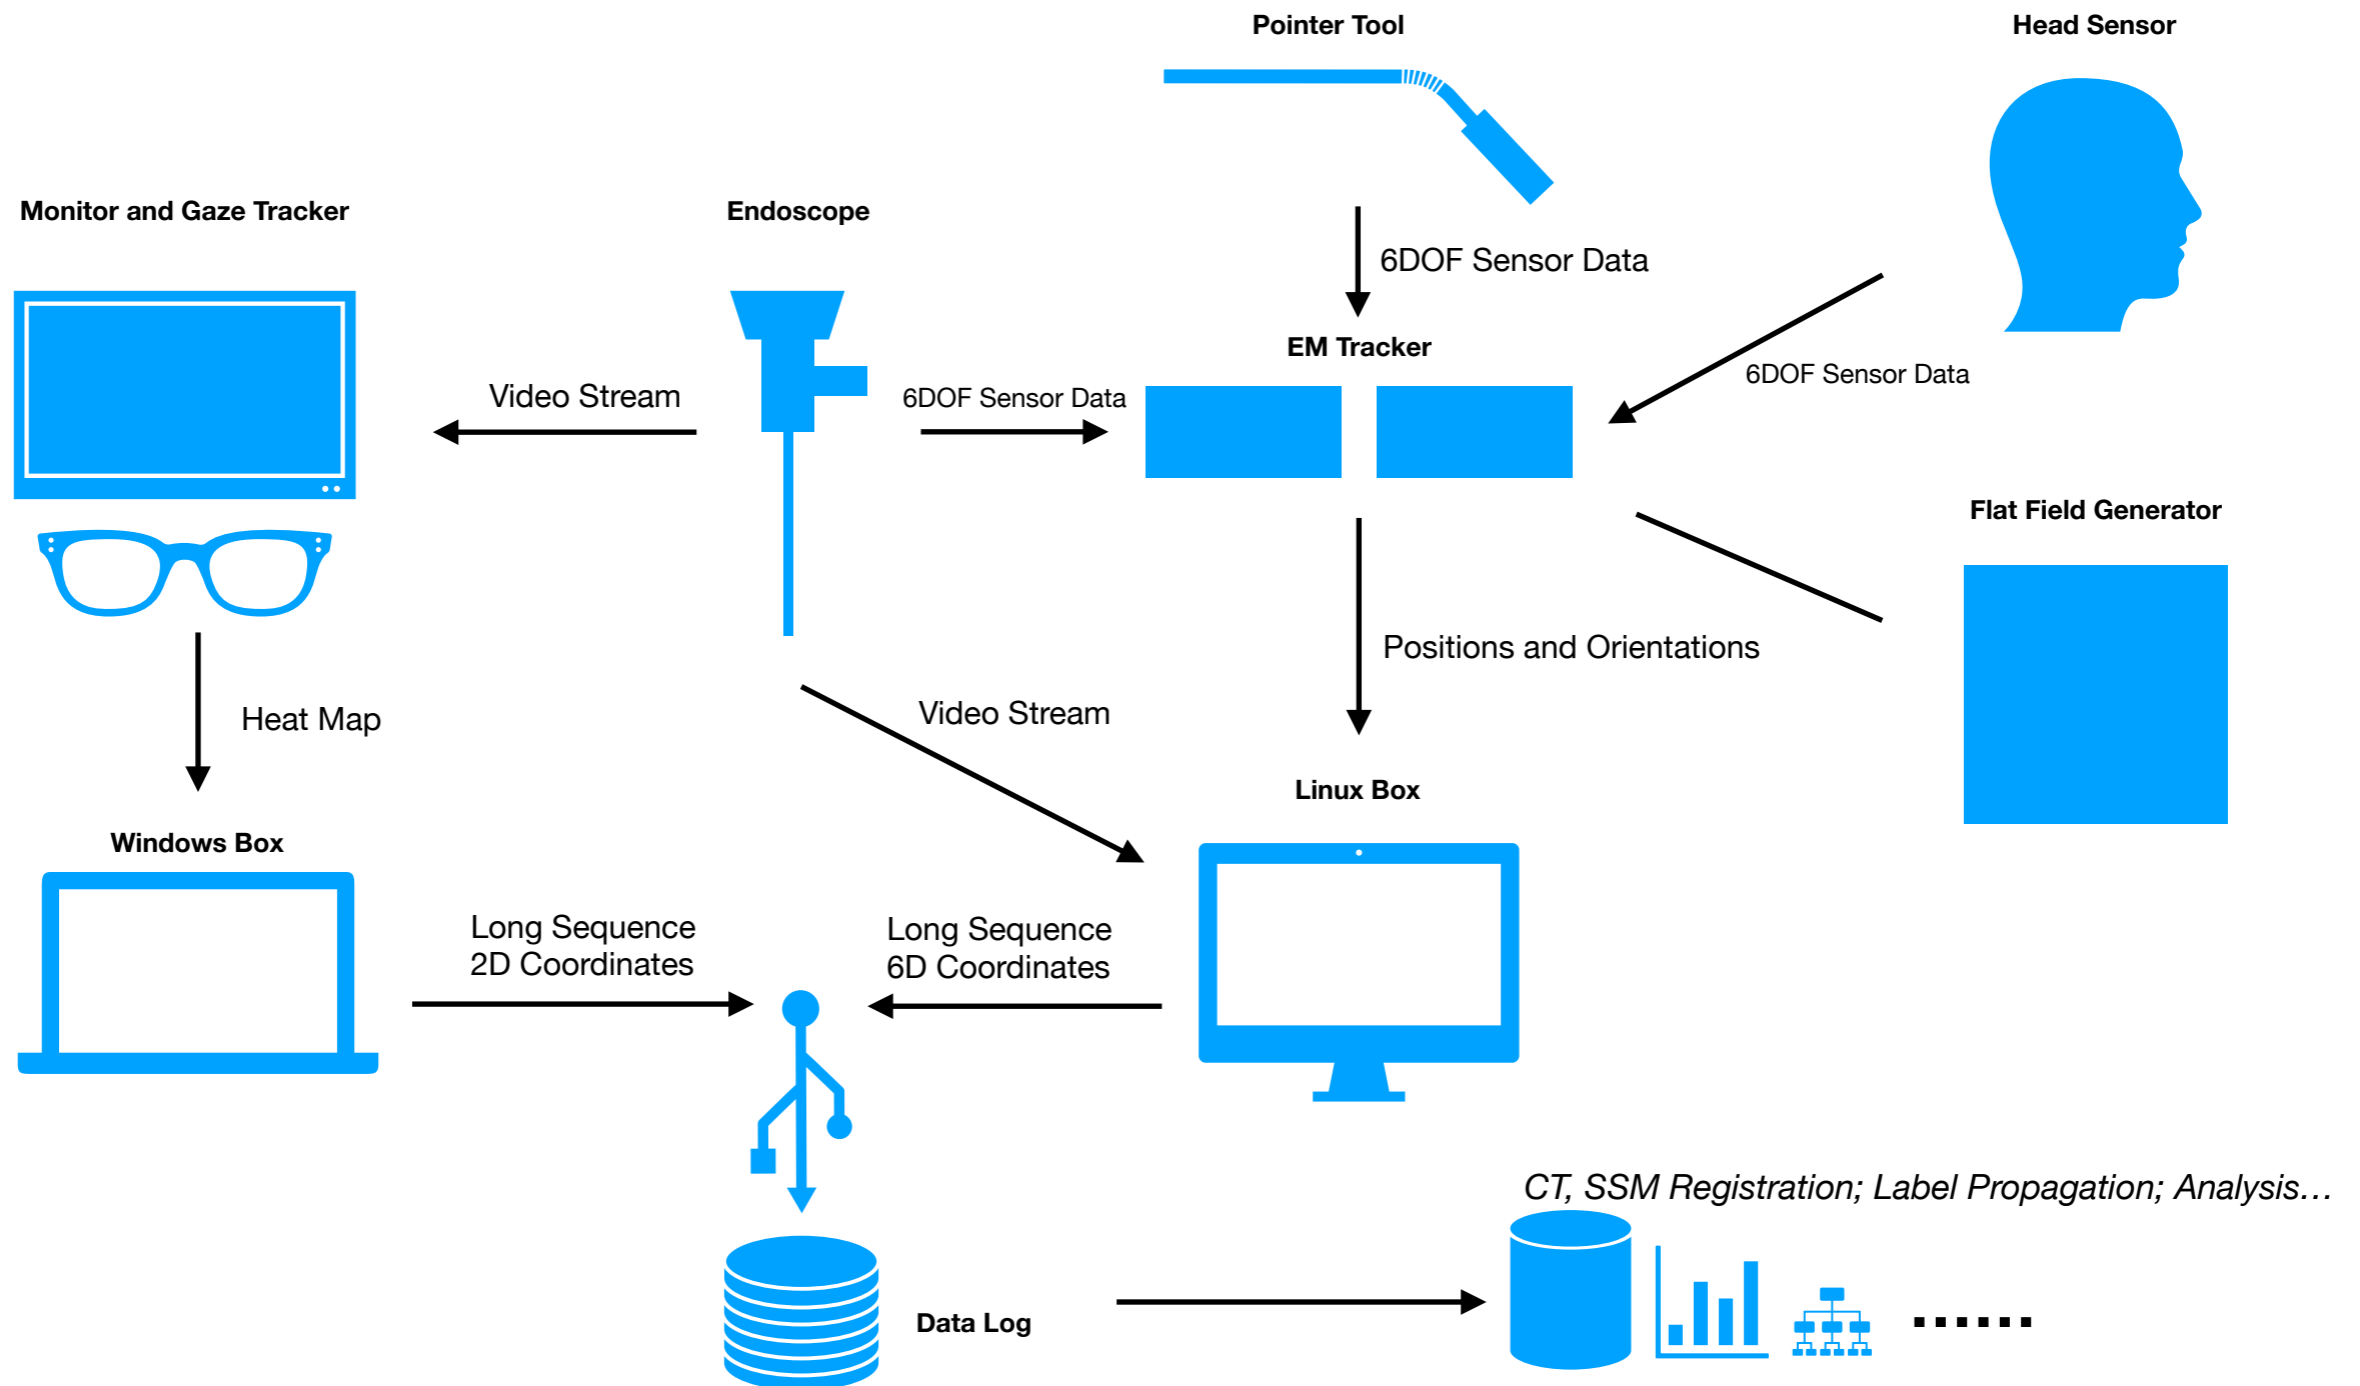 Pointer Tool
Head Sensor
Monitor and Gaze Tracker
Endoscope
6DOF Sensor Data
EM Tracker
6DOF Sensor Data
Video Stream
6DOF Sensor Data
Flat Field Generator
Positions and Orientations
Heat Map
Video Stream
Linux Box
Windows Box
Long Sequence
2D Coordinates
Long Sequence
6D Coordinates
CT, SSM Registration; Label Propagation; Analysis…
Data Log
......